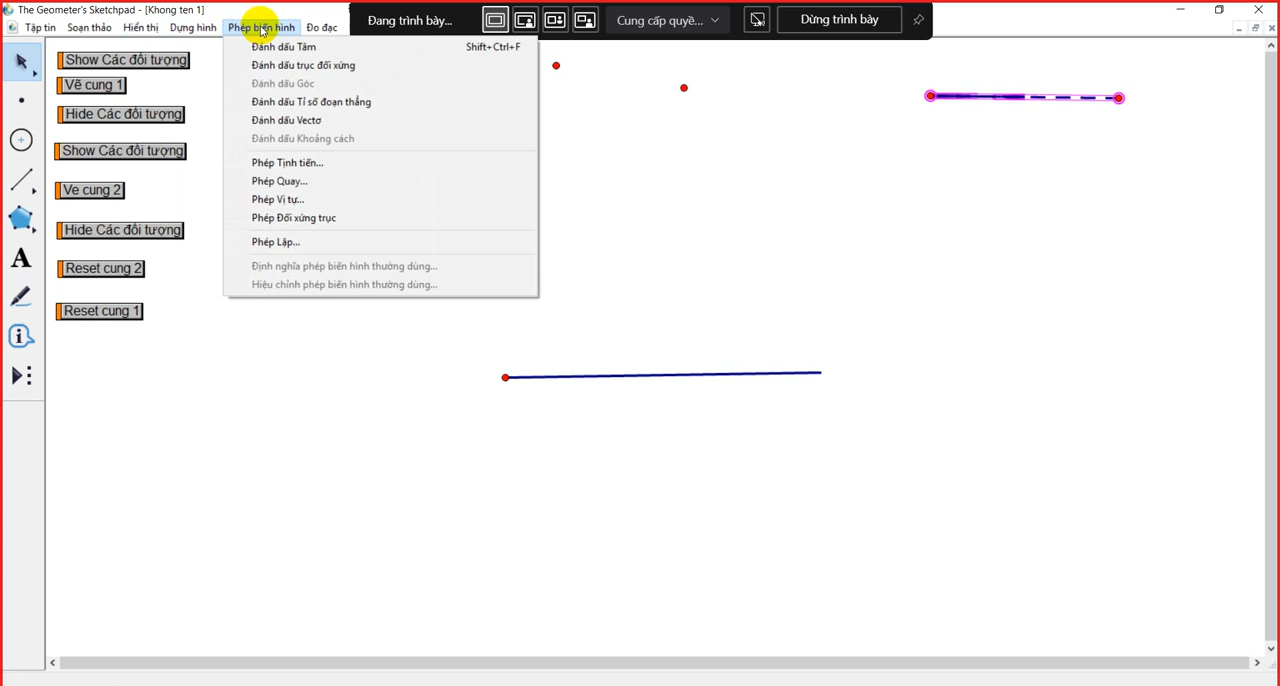 The Geometer's Sketchpad - [Khong ten 1]
Tập tin Soạn thảo Hiển thị Dựng hình Phép biến hình Đo đạc
Đang trình bày...
Cung cấp quyề...
Dừng trình bày
Show Các đối tượng
Vẽ cung 1
Hide Các đối tượng
Show Các đối tượng
Ve cung 2
Hide Các đối tượng
Reset cung 2
Reset cung 1
Đánh dấu Tâm Shift+Ctrl+F
Đánh dấu trục đối xứng
Đánh dấu Góc
Đánh dấu Tỉ số đoạn thẳng
Đánh dấu Vectơ
Đánh dấu Khoảng cách
Phép Tịnh tiến...
Phép Quay...
Phép Vị tự...
Phép Đối xứng trục
Phép Lặp...
Định nghĩa phép biến hình thường dùng...
Hiệu chỉnh phép biến hình thường dùng...
A